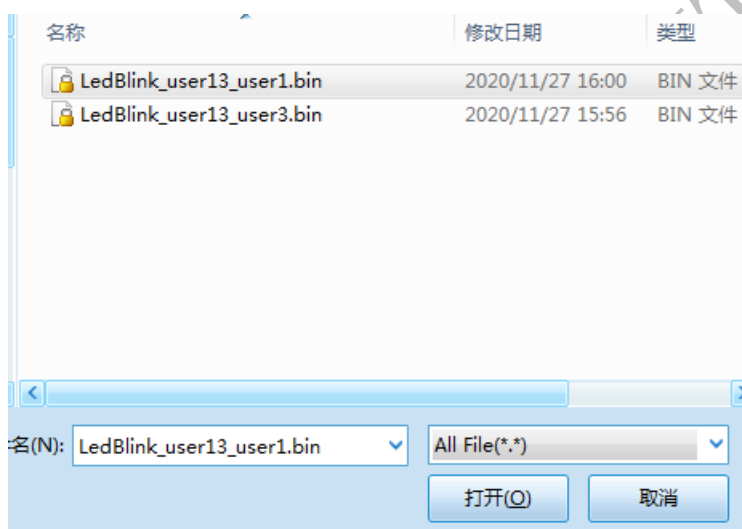 名称 修改日期 类型
LedBlink_user13_user1.bin 2020/11/27 16:00 BIN 文件
LedBlink_user13_user3.bin 2020/11/27 15:56 BIN 文件
名(N): LedBlink_user13_user1.bin All File(*.*)
打开(O) 取消